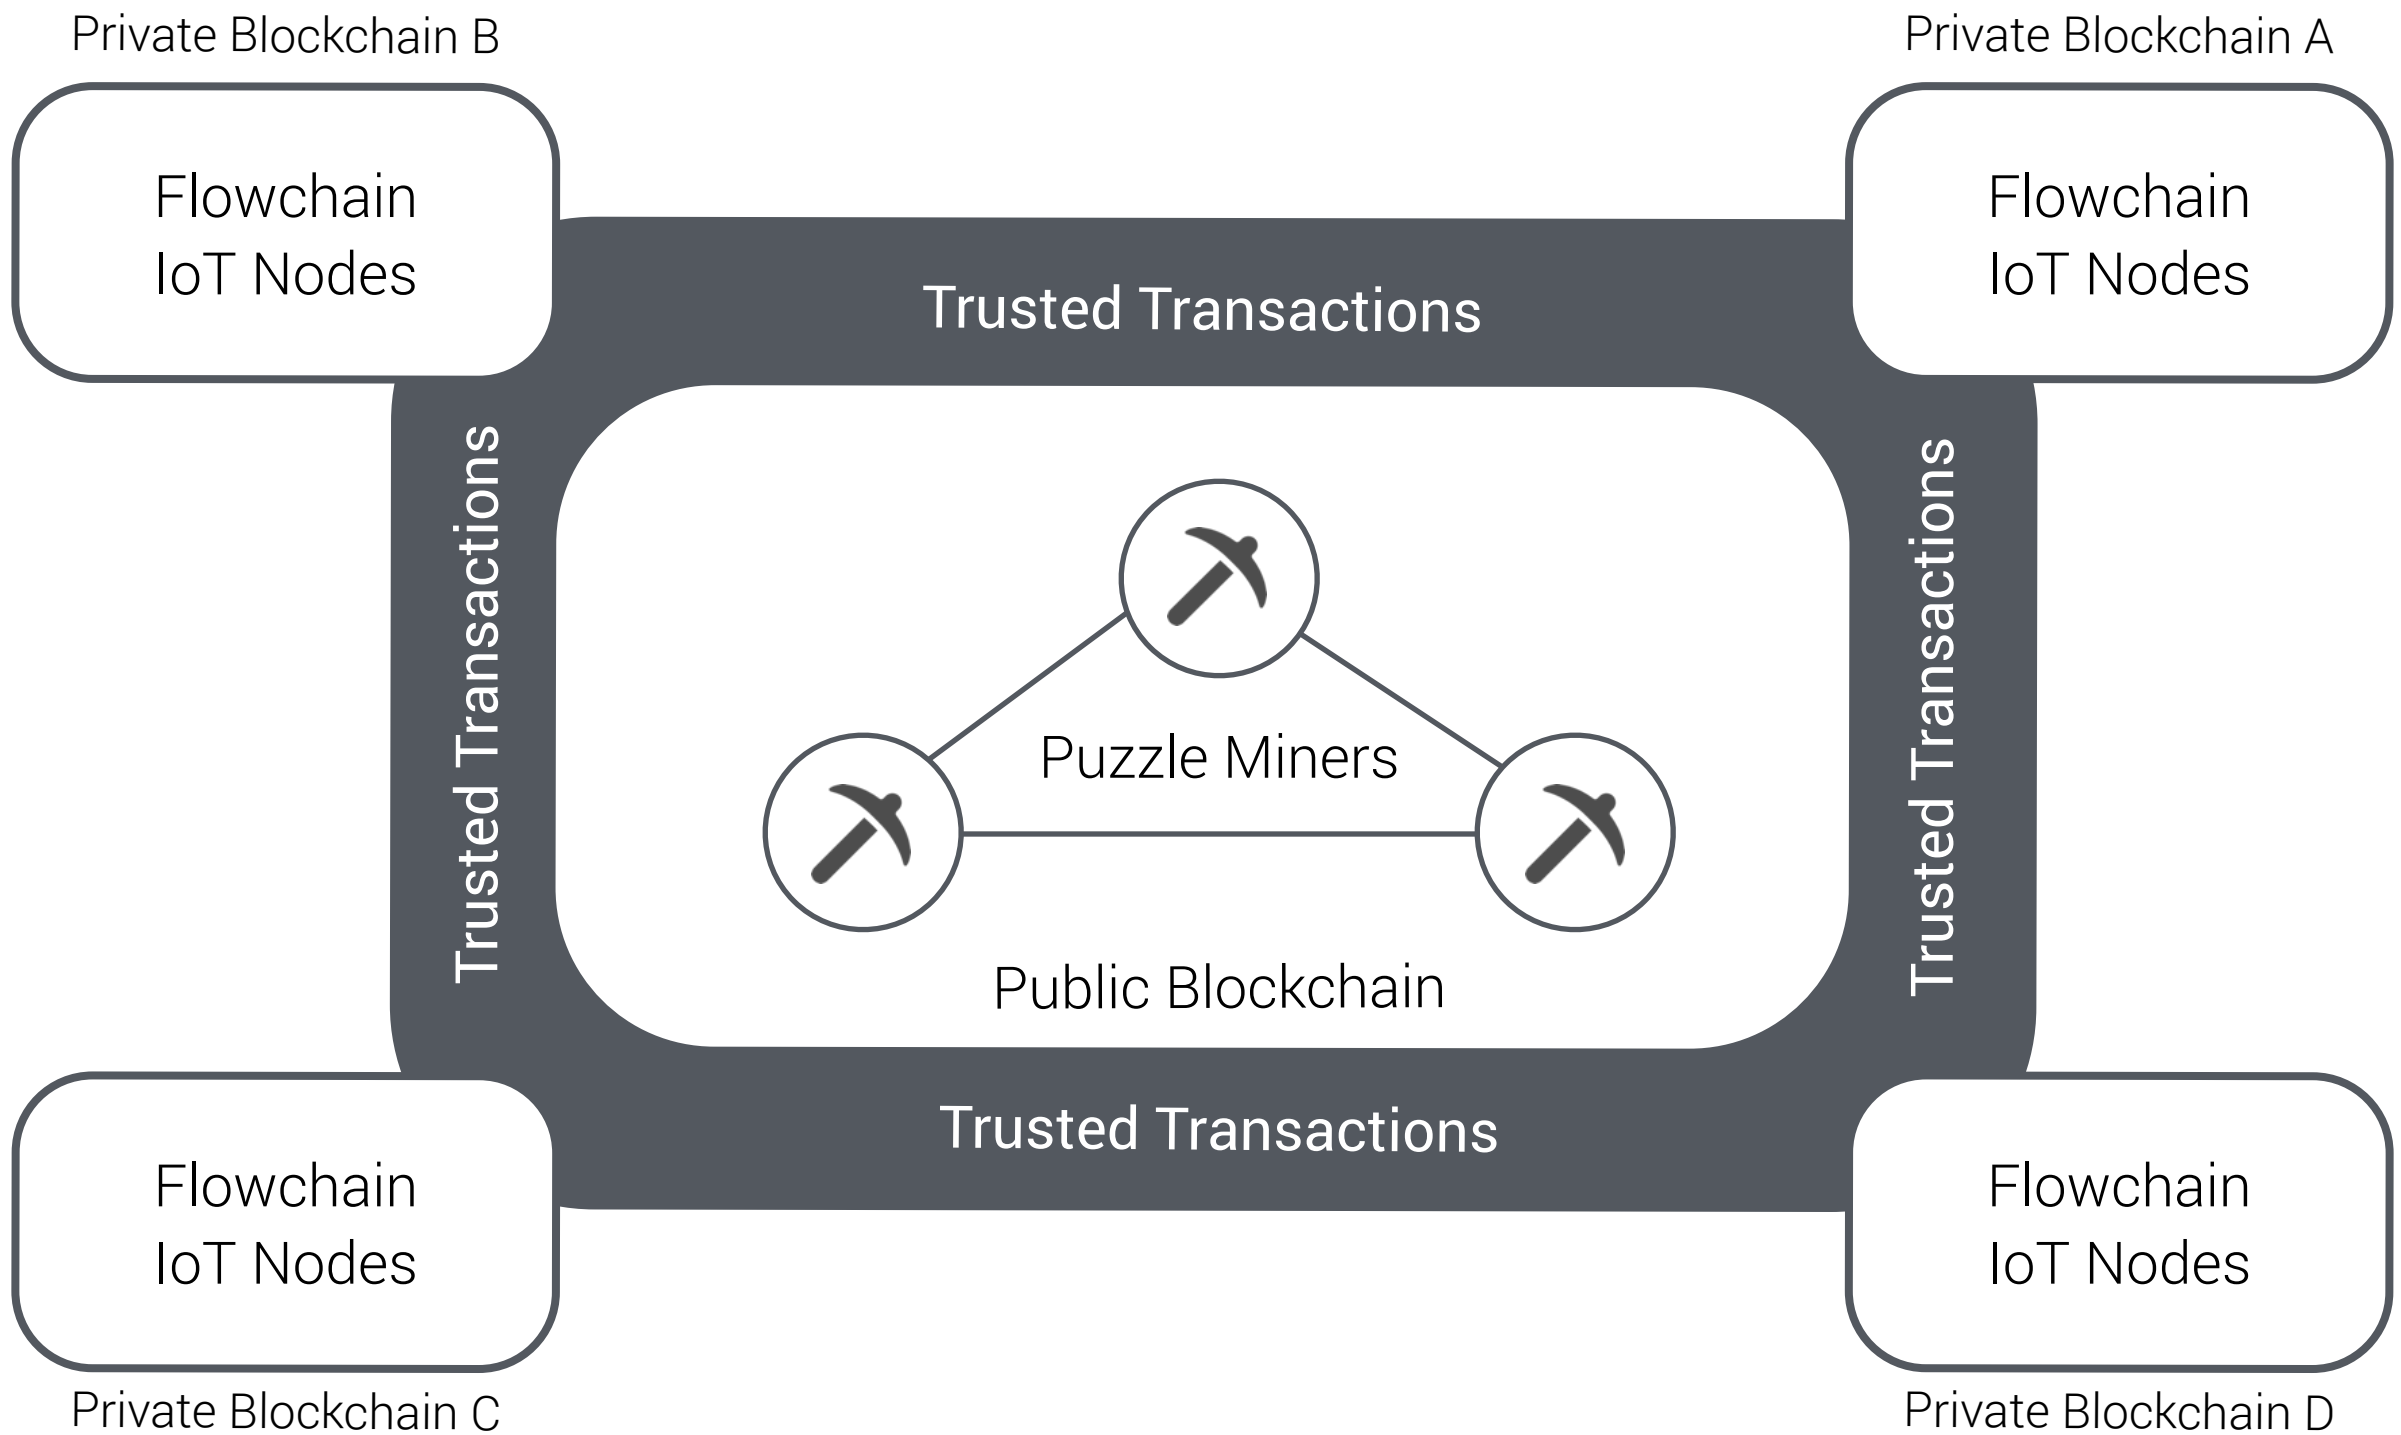 Private Blockchain B
Private Blockchain A
Flowchain
IoT Nodes
Flowchain
IoT Nodes
Trusted Transactions
Trusted Transactions
Trusted Transactions
Puzzle Miners
Public Blockchain
Trusted Transactions
Flowchain
IoT Nodes
Flowchain
IoT Nodes
Private Blockchain C
Private Blockchain D